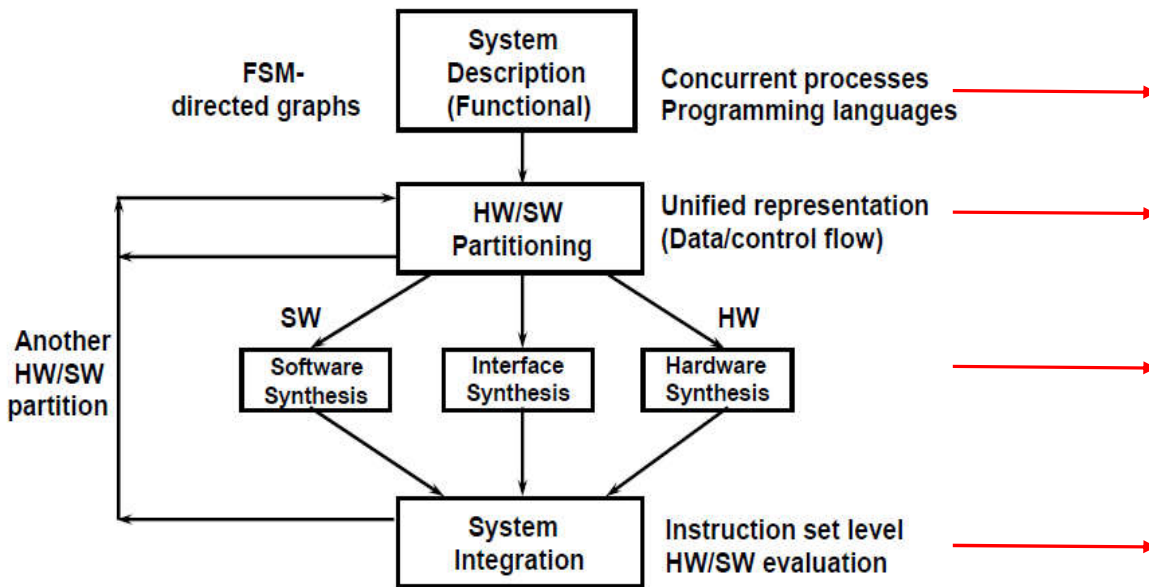 System
Description
(Functional)
FSM-
directed graphs
Concurrent processes
Programming languages
HW/SW
Partitioning
Unified representation
(Data/control flow)
SW
HW
Another
HW/SW
partition
Software
Synthesis
Interface
Synthesis
Hardware
Synthesis
System
Integration
Instruction set level
HW/SW evaluation